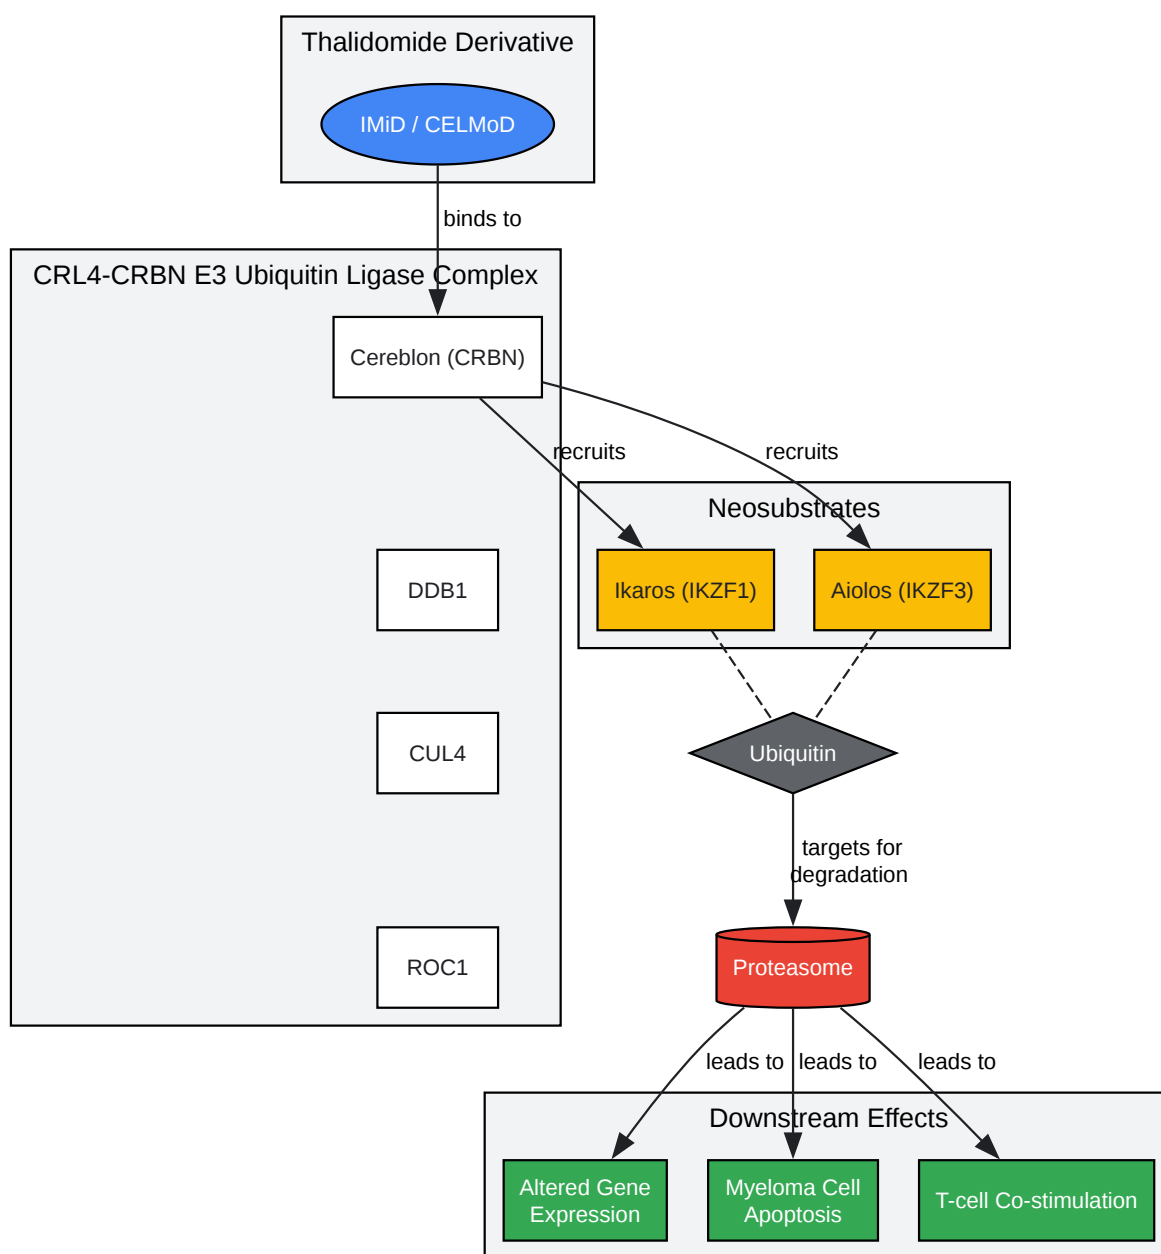 Thalidomide Derivative
IMiD / CELMoD
binds to
CRL4-CRBN E3 Ubiquitin Ligase Complex
Cereblon (CRBN)
recruits
recruits
Neosubstrates
DDB1
Ikaros (IKZF1)
Aiolos (IKZF3)
CUL4
Ubiquitin
targets for
degradation
ROC1
Proteasome
leads to
leads to
leads to
Downstream Effects
Altered Gene
Expression
Myeloma Cell
Apoptosis
T-cell Co-stimulation